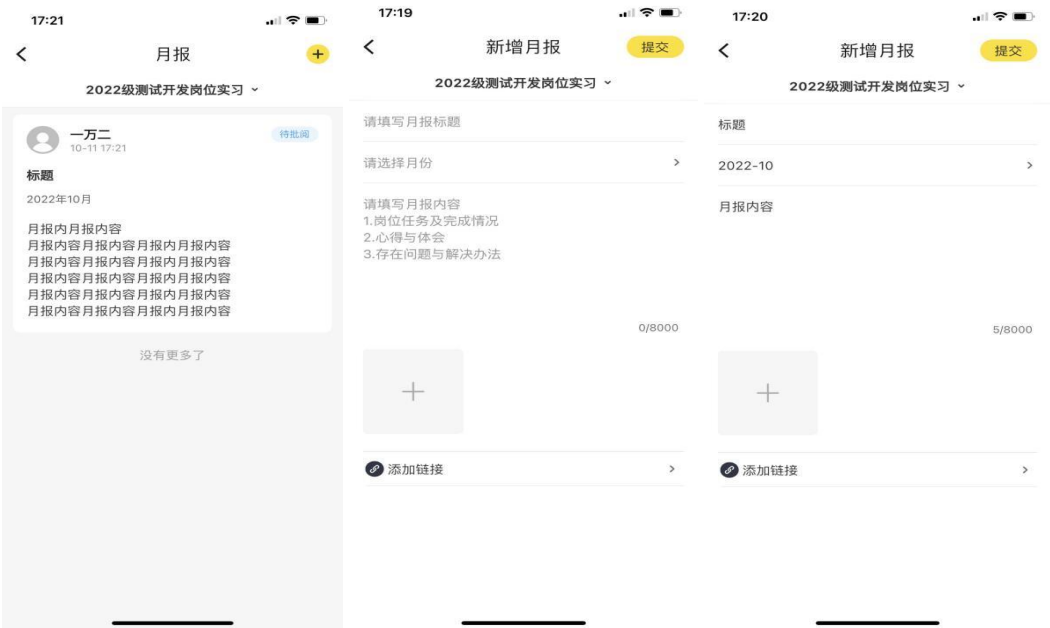 17:21
月报
2022级测试开发岗位实习
一万二
10-11 17:21
待批阅
标题
2022年10月
月报内月报内容
月报内容月报内容月报内月报内容
月报内容月报内容月报内月报内容
月报内容月报内容月报内月报内容
月报内容月报内容月报内月报内容
月报内容月报内容月报内月报内容
没有更多了
17:19
新增月报
提交
2022级测试开发岗位实习
请填写月报标题
请选择月份
请填写月报内容
1.岗位任务及完成情况
2.心得与体会
3.存在问题与解决办法
0/8000
添加链接
17:20
新增月报
提交
2022级测试开发岗位实习
标题
2022-10
月报内容
5/8000
添加链接